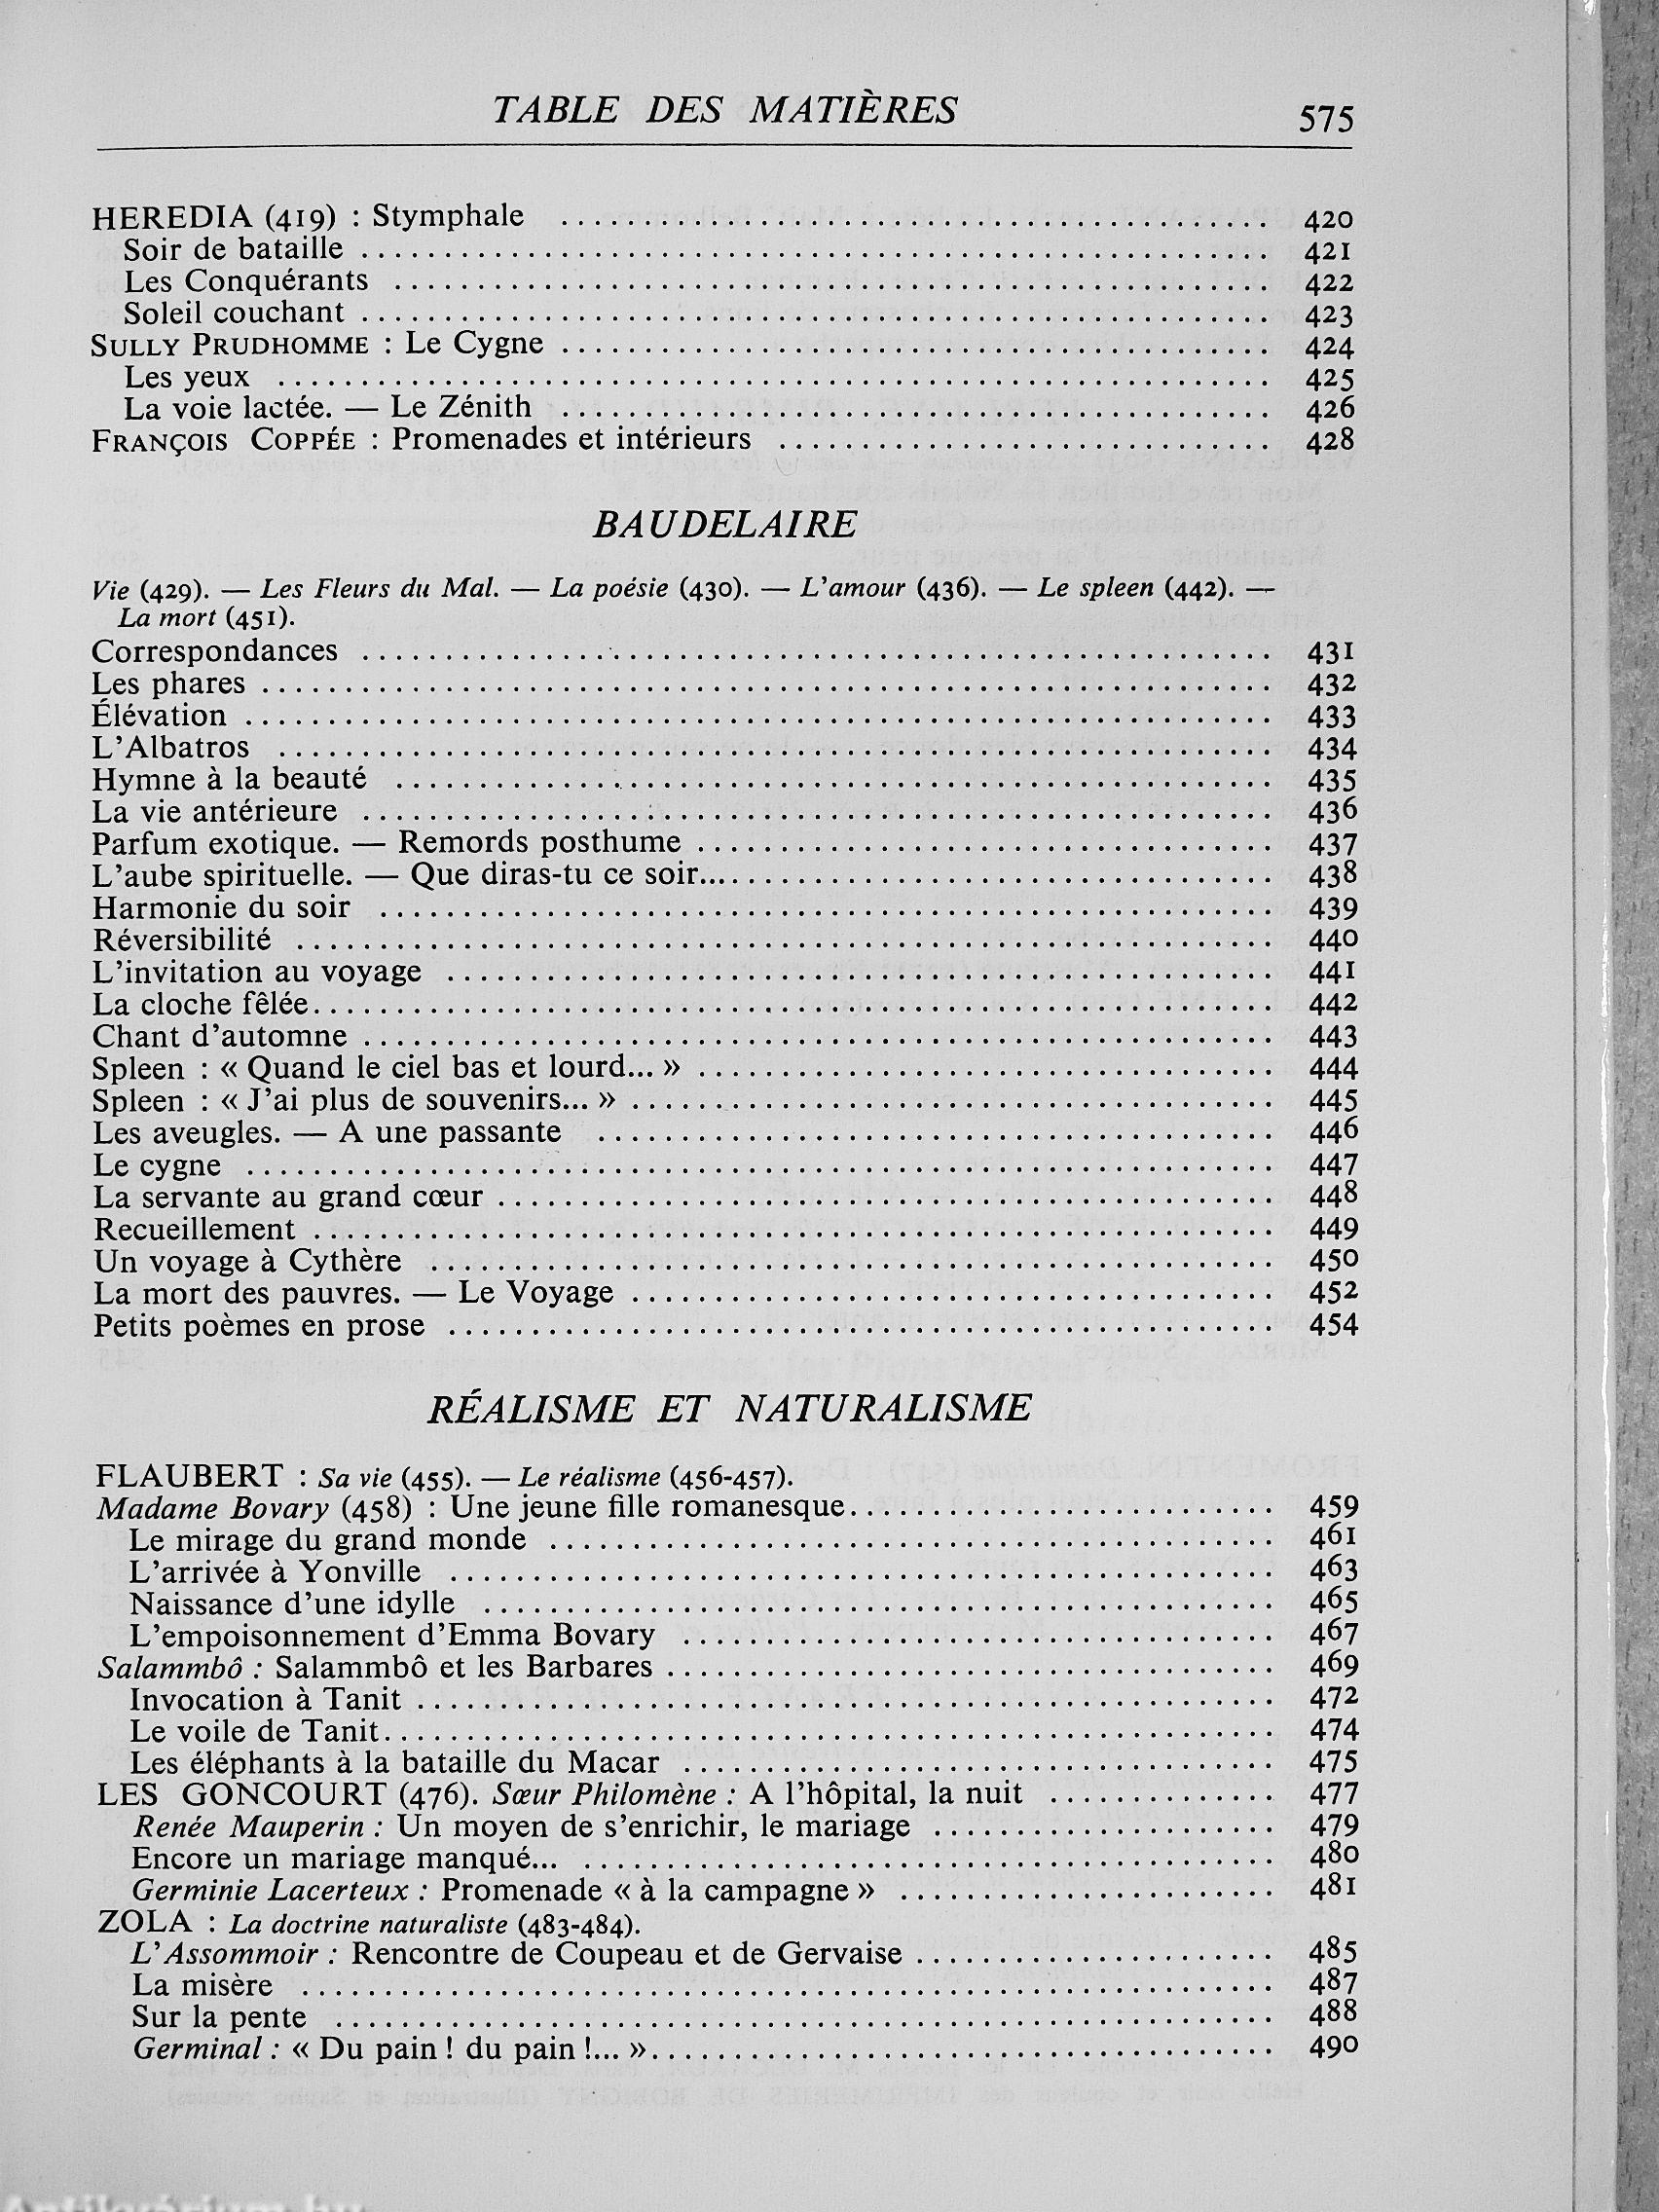 TABLE DES MATIÈRES 575
HEREDIA (419) : Stymphale ........ 420
Soir de bataille ........ 421
Les Conquérants ........ 422
Soleil couchant ........ 423
SULLY PRUDHOMME : Le Cygne ........ 424
Les yeux ........ 425
La voie lactée. — Le Zénith ........ 426
FRANÇOIS COPPÉE : Promenades et intérieurs ........ 428
BAUDELAIRE
Vie (429). — Les Fleurs du Mal. — La poésie (430). — L'amour (436). — Le spleen (442). —
La mort (451).
Correspondances ........ 431
Les phares ........ 432
Élévation ........ 433
L'Albatros ........ 434
Hymne à la beauté ........ 435
La vie antérieure ........ 436
Parfum exotique. — Remords posthume ........ 437
L'aube spirituelle. — Que diras-tu ce soir... ........ 438
Harmonie du soir ........ 439
Réversibilité ........ 440
L'invitation au voyage ........ 441
La cloche fêlée ........ 442
Chant d'automne ........ 443
Spleen : « Quand le ciel bas et lourd... » ........ 444
Spleen : « J'ai plus de souvenirs... » ........ 445
Les aveugles. — A une passante ........ 446
Le cygne ........ 447
La servante au grand cœur ........ 448
Recueillement ........ 449
Un voyage à Cythère ........ 450
La mort des pauvres. — Le Voyage ........ 452
Petits poèmes en prose ........ 454
RÉALISME ET NATURALISME
FLAUBERT : Sa vie (455). — Le réalisme (456-457).
Madame Bovary (458) : Une jeune fille romanesque ........ 459
Le mirage du grand monde ........ 461
L'arrivée à Yonville ........ 463
Naissance d'une idylle ........ 465
L'empoisonnement d'Emma Bovary ........ 467
Salammbô : Salammbô et les Barbares ........ 469
Invocation à Tanit ........ 472
Le voile de Tanit ........ 474
Les éléphants à la bataille du Macar ........ 475
LES GONCOURT (476). Sœur Philomène : A l'hôpital, la nuit ........ 477
Renée Mauperin : Un moyen de s'enrichir, le mariage ........ 479
Encore un mariage manqué... ........ 480
Germinie Lacerteux : Promenade « à la campagne » ........ 481
ZOLA : La doctrine naturaliste (483-484).
L'Assommoir : Rencontre de Coupeau et de Gervaise ........ 485
La misère ........ 487
Sur la pente ........ 488
Germinal : « Du pain ! du pain !... » ........ 490